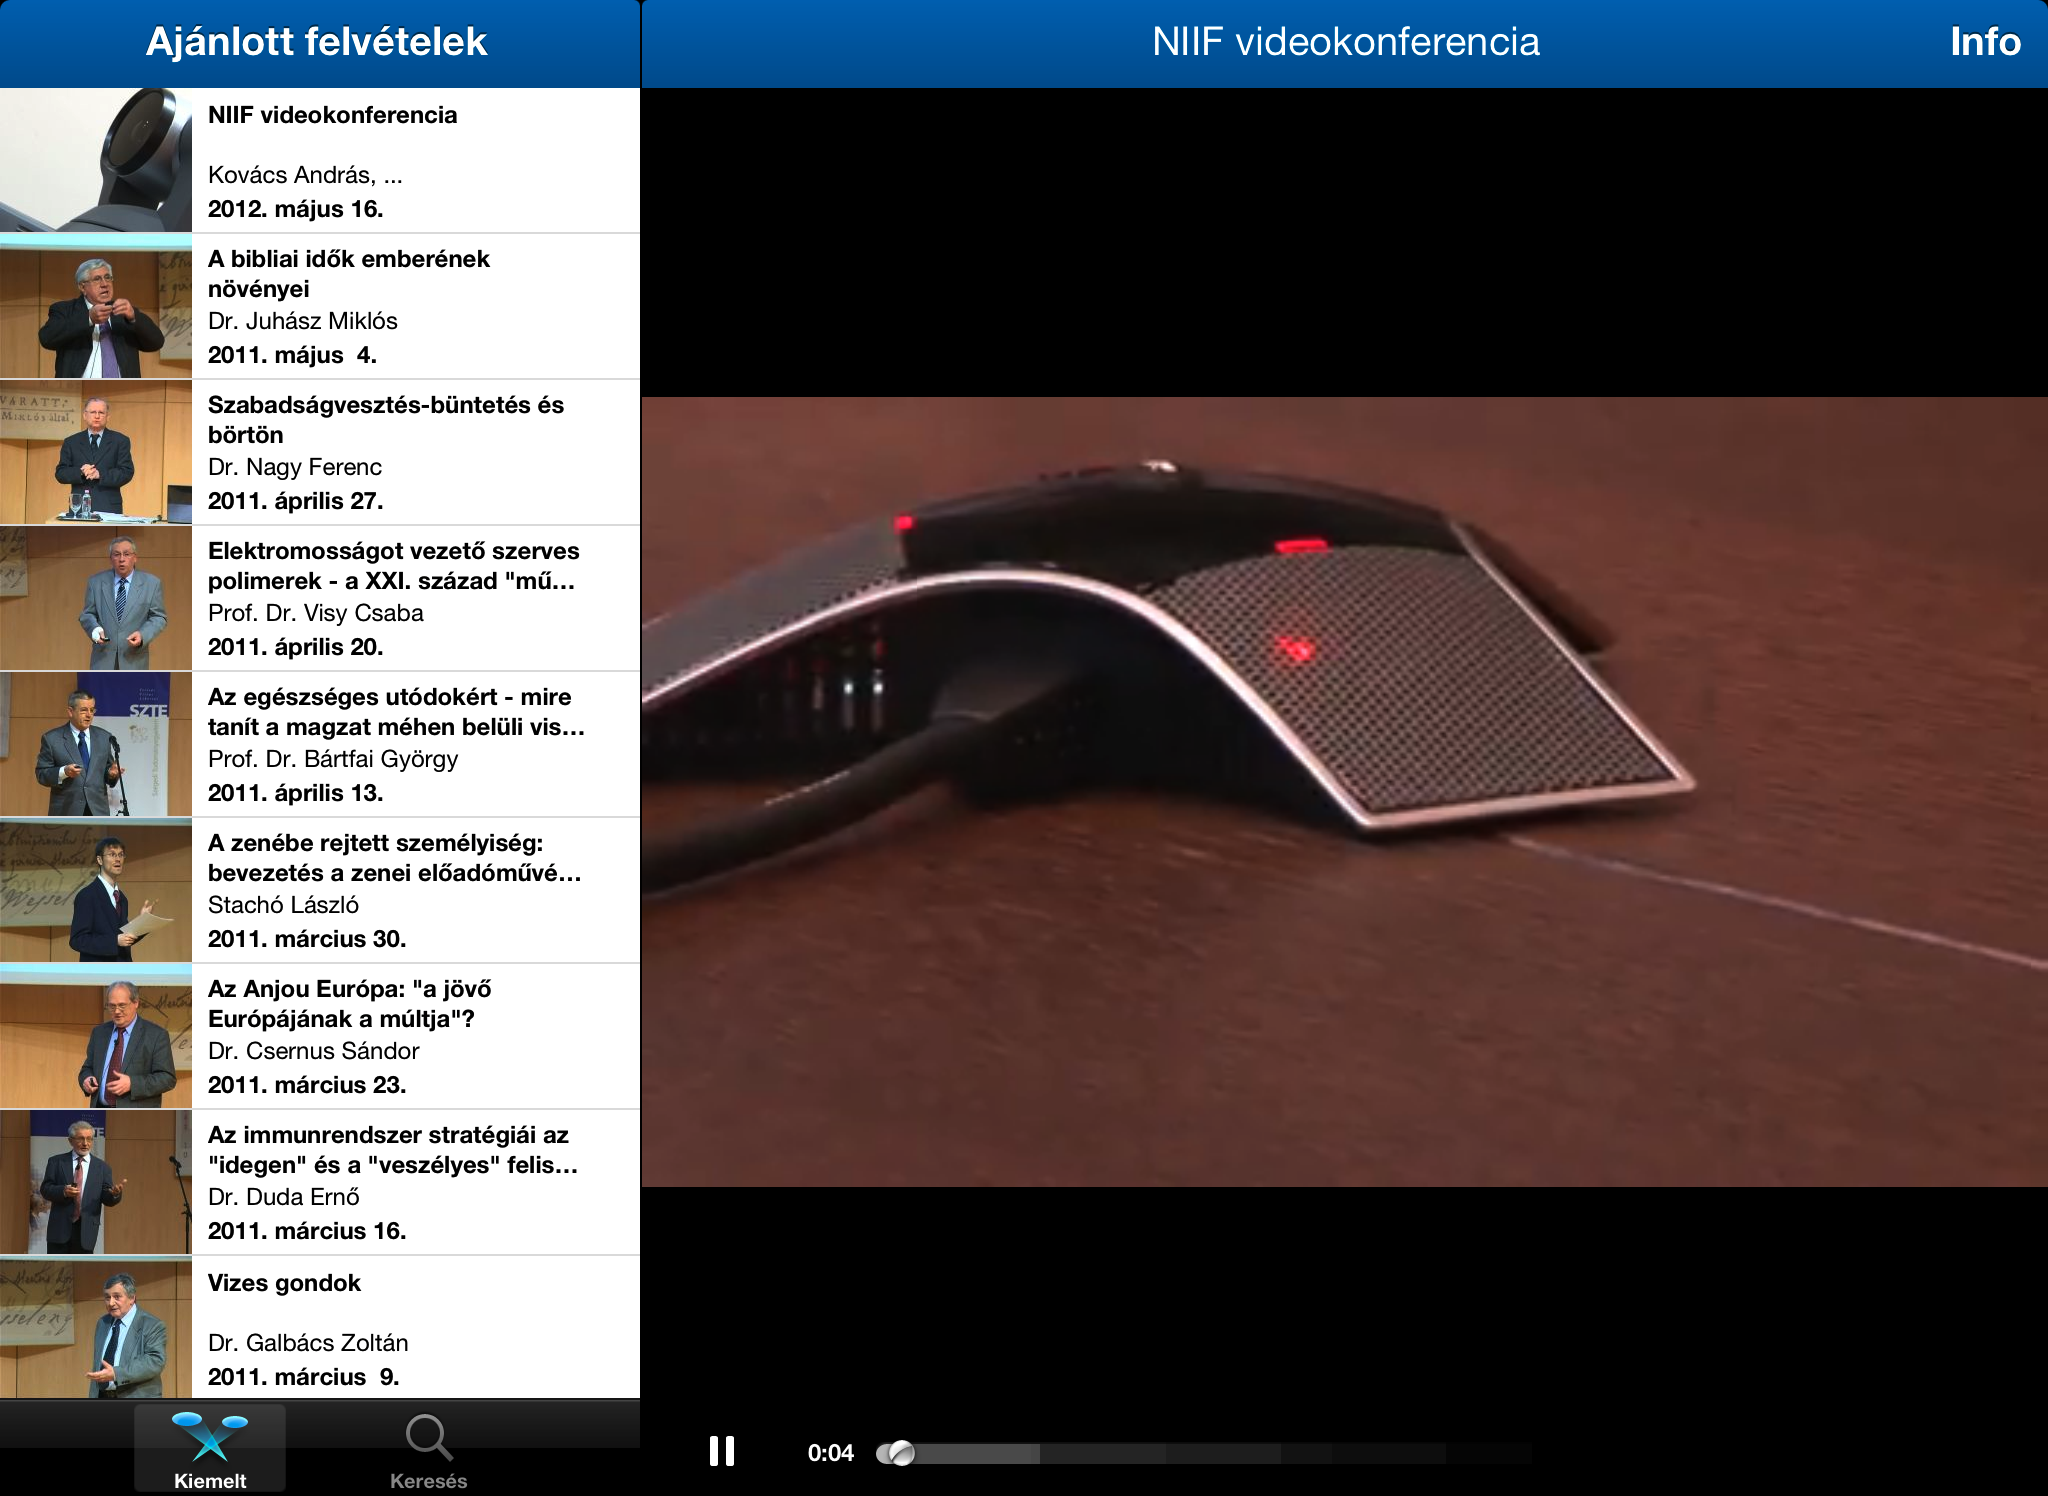 Ajánlott felvételek
NIIF videokonferencia
Info
NIIF videokonferencia
Kovács András, ...
2012. május 16.
A bibliai idők emberének
növényei
Dr. Juhász Miklós
2011. május  4.
VÁRATT,
MIKLÓS által,
Szabadságvesztés-büntetés és
börtön
Dr. Nagy Ferenc
2011. április 27.
Elektromosságot vezető szerves
polimerek - a XXI. század "mű...
Prof. Dr. Visy Csaba
2011. április 20.
SZTE
Az egészséges utódokért - mire
tanít a magzat méhen belüli vis...
Prof. Dr. Bártfai György
2011. április 13.
A zenébe rejtett személyiség:
bevezetés a zenei előadóművé...
Stachó László
2011. március 30.
Az Anjou Európa: "a jövő
Európájának a múltja"?
Dr. Csernus Sándor
2011. március 23.
Az immunrendszer stratégiái az
"idegen" és a "veszélyes" felis...
Dr. Duda Ernő
2011. március 16.
Vizes gondok
Dr. Galbács Zoltán
2011. március  9.
Kiemelt
Keresés
0:04